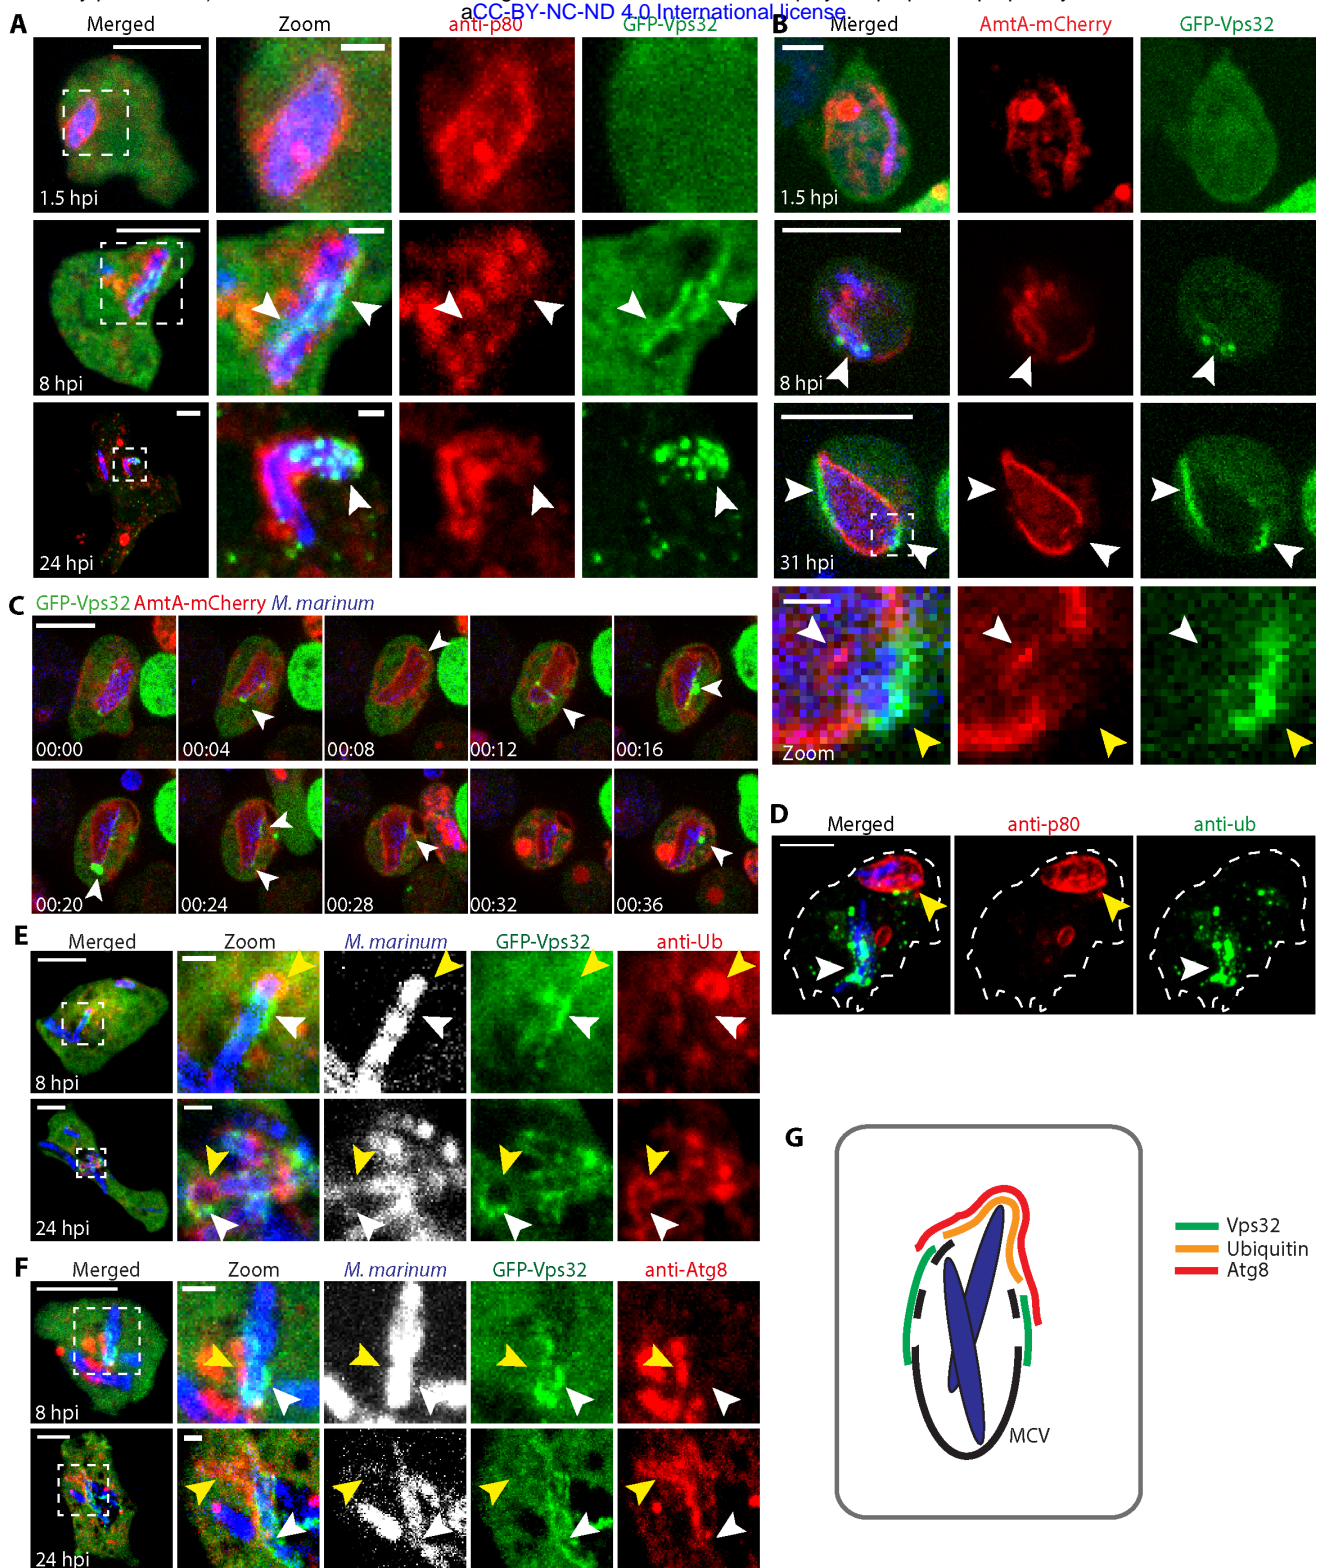 aCC-BY-NC-ND 4.0 International license.
A
Merged
Zoom
anti-p80
GFP-Vps32
1.5 hpi
8 hpi
24 hpi
B
Merged
AmtA-mCherry
GFP-Vps32
1.5 hpi
8 hpi
31 hpi
Zoom
C
GFP-Vps32 AmtA-mCherry M. marinum
00:00
00:04
00:08
00:12
00:16
00:20
00:24
00:28
00:32
00:36
D
Merged
anti-p80
anti-ub
E
Merged
Zoom
M. marinum
GFP-Vps32
anti-Ub
8 hpi
24 hpi
F
Merged
Zoom
M. marinum
GFP-Vps32
anti-Atg8
8 hpi
24 hpi
G
MCV
Vps32
Ubiquitin
Atg8